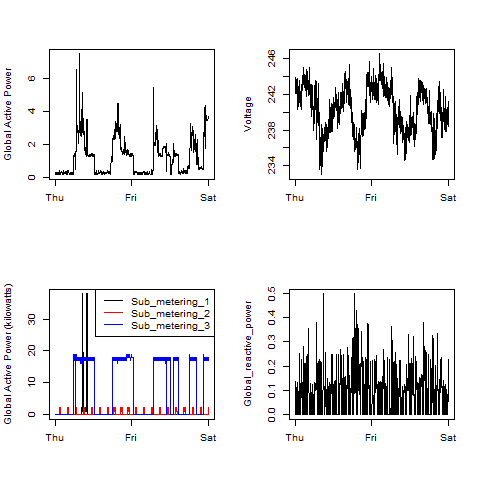 Global Active Power
6
4
2
0
Thu Fri Sat
Voltage
246
242
238
234
Thu Fri Sat
Global Active Power (kilowatts)
30
20
10
0
Sub_metering_1
Sub_metering_2
Sub_metering_3
Thu Fri Sat
Global_reactive_power
0.5
0.4
0.3
0.2
0.1
0.0
Thu Fri Sat